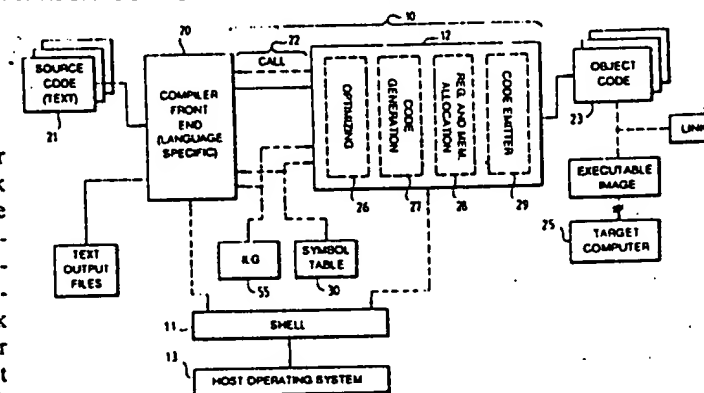 10
20
22
12
SOURCE
CODE
(TEXT)
21
COMPILER
FRONT
END
(LANGUAGE
SPECIFIC)
CALL
OPTIMIZING
CODE
GENERATION
REG. AND MEM.
ALLOCATION
CODE EMITTER
26
27
28
29
OBJECT
CODE
23
EXECUTABLE
IMAGE
25
TARGET
COMPUTER
TEXT
OUTPUT
FILES
ILG
55
SYMBOL
TABLE
30
11
SHELL
13
HOST OPERATING SYSTEM